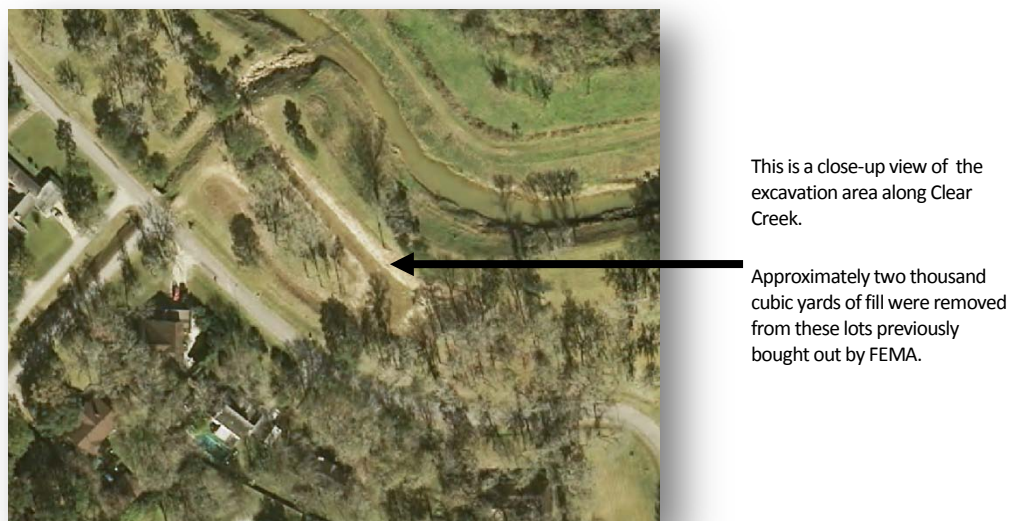 This is a close-up view of the
excavation area along Clear
Creek.
Approximately two thousand
cubic yards of fill were removed
from these lots previously
bought out by FEMA.